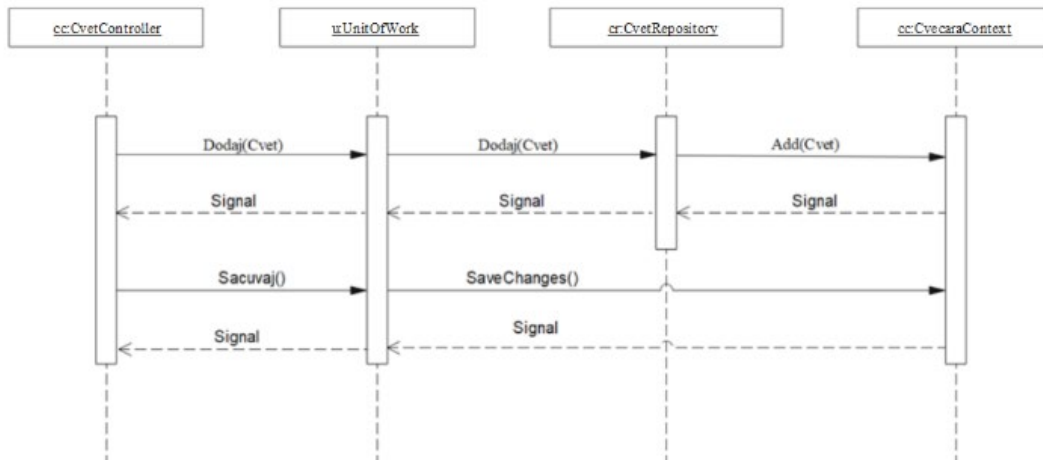 cc:CvetController
u:UnitOfWork
cr:CvetRepository
cc:CvecaraContext
Dodaj(Cvet)
Dodaj(Cvet)
Add(Cvet)
Signal
Signal
Signal
Sacuvaj()
SaveChanges()
Signal
Signal